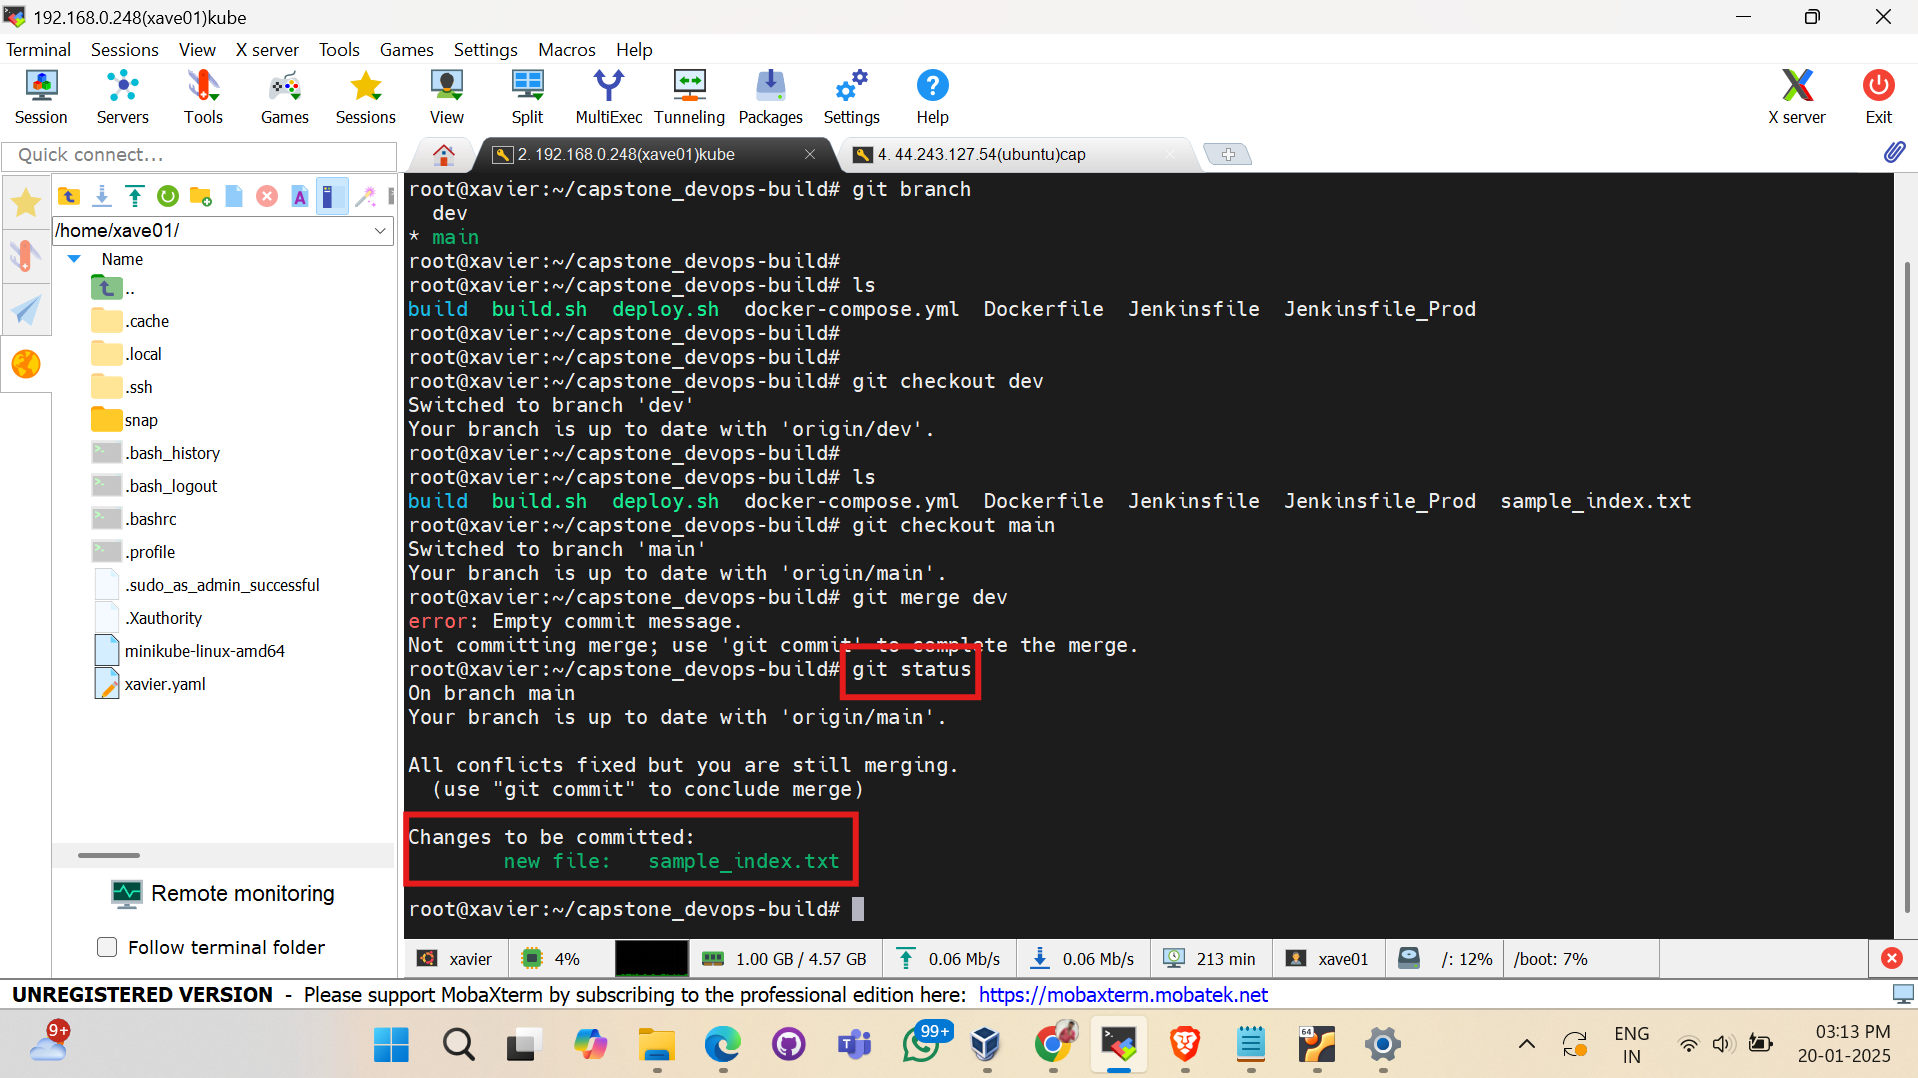 192.168.0.248(xave01)kube
Terminal Sessions View X server Tools Games Settings Macros Help
Session Servers Tools Games Sessions View Split MultiExec Tunneling Packages Settings Help X server Exit
Quick connect...
2. 192.168.0.248(xave01)kube
4. 44.243.127.54(ubuntu)cap
/home/xave01/
Name
..
.cache
.local
.ssh
snap
.bash_history
.bash_logout
.bashrc
.profile
.sudo_as_admin_successful
.Xauthority
minikube-linux-amd64
xavier.yaml
Remote monitoring
Follow terminal folder
root@xavier:~/capstone_devops-build# git branch
  dev
* main
root@xavier:~/capstone_devops-build#
root@xavier:~/capstone_devops-build# ls
build  build.sh  deploy.sh  docker-compose.yml  Dockerfile  Jenkinsfile  Jenkinsfile_Prod
root@xavier:~/capstone_devops-build#
root@xavier:~/capstone_devops-build#
root@xavier:~/capstone_devops-build# git checkout dev
Switched to branch 'dev'
Your branch is up to date with 'origin/dev'.
root@xavier:~/capstone_devops-build#
root@xavier:~/capstone_devops-build# ls
build  build.sh  deploy.sh  docker-compose.yml  Dockerfile  Jenkinsfile  Jenkinsfile_Prod  sample_index.txt
root@xavier:~/capstone_devops-build# git checkout main
Switched to branch 'main'
Your branch is up to date with 'origin/main'.
root@xavier:~/capstone_devops-build# git merge dev
error: Empty commit message.
Not committing merge; use 'git commit' to complete the merge.
root@xavier:~/capstone_devops-build# git status
On branch main
Your branch is up to date with 'origin/main'.
All conflicts fixed but you are still merging.
  (use "git commit" to conclude merge)
Changes to be committed:
        new file:   sample_index.txt
root@xavier:~/capstone_devops-build#
xavier 4% 1.00 GB / 4.57 GB 0.06 Mb/s 0.06 Mb/s 213 min xave01 /: 12% /boot: 7%
UNREGISTERED VERSION - Please support MobaXterm by subscribing to the professional edition here: https://mobaxterm.mobatek.net
9+
99+
64
ENG
IN
03:13 PM
20-01-2025